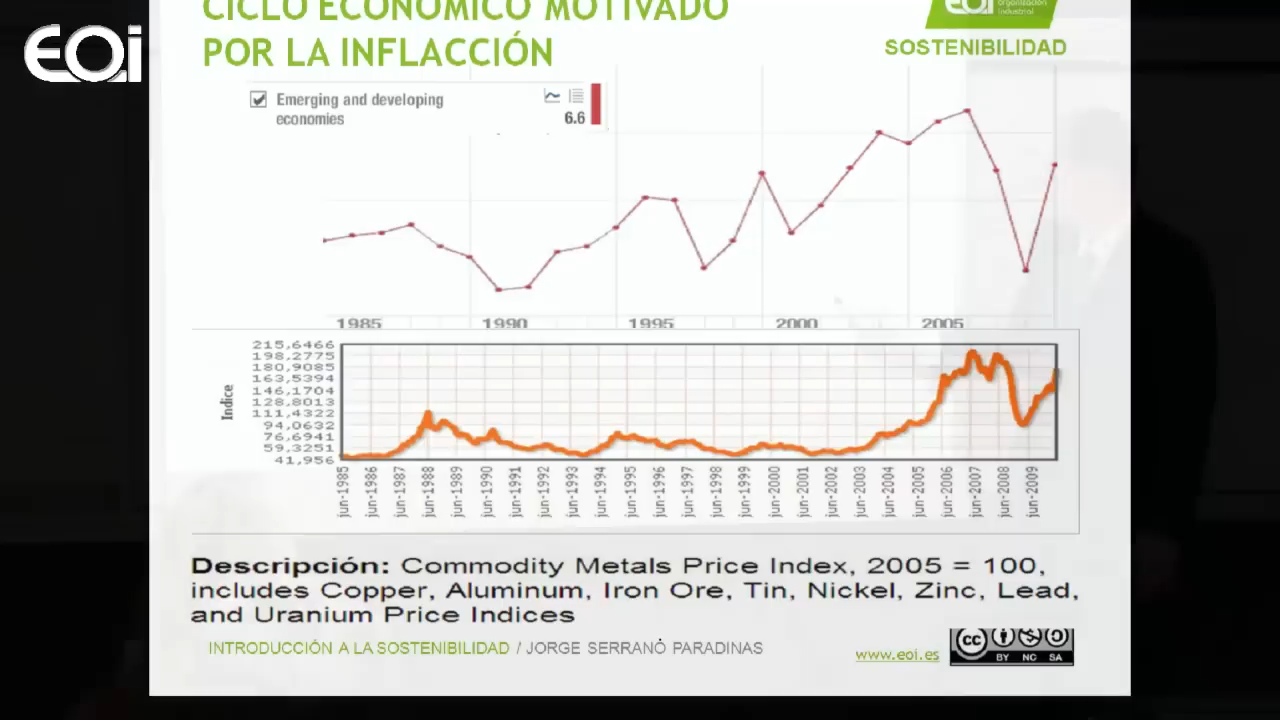 CICLO ECONÓMICO MOTIVADO
POR LA INFLACCIÓN
EOi
EOi
organización
industrial
SOSTENIBILIDAD
Emerging and developing
economies
6.6
1985 1990 1995 2000 2005
Indice
215,6466
198,2775
180,9085
163,5394
146,1704
128,8013
111,4322
94,0632
76,6941
59,3251
41,956
jun-1985 jun-1986 jun-1987 jun-1988 jun-1989 jun-1990 jun-1991 jun-1992 jun-1993 jun-1994 jun-1995 jun-1996 jun-1997 jun-1998 jun-1999 jun-2000 jun-2001 jun-2002 jun-2003 jun-2004 jun-2005 jun-2006 jun-2007 jun-2008 jun-2009
Descripción: Commodity Metals Price Index, 2005 = 100,
includes Copper, Aluminum, Iron Ore, Tin, Nickel, Zinc, Lead,
and Uranium Price Indices
INTRODUCCIÓN A LA SOSTENIBILIDAD / JORGE SERRANO PARADINAS
www.eoi.es
cc
BY NC SA